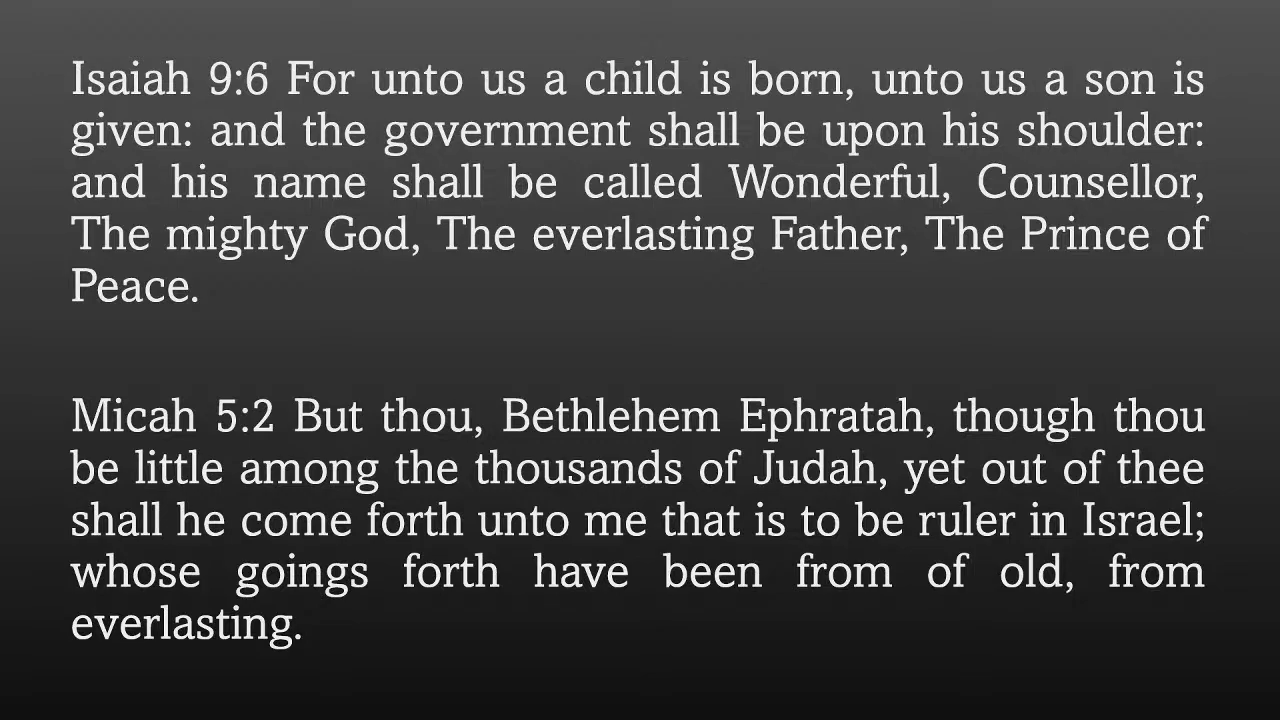 Isaiah 9:6 For unto us a child is born, unto us a son is
given: and the government shall be upon his shoulder:
and his name shall be called Wonderful, Counsellor,
The mighty God, The everlasting Father, The Prince of
Peace.
Micah 5:2 But thou, Bethlehem Ephratah, though thou
be little among the thousands of Judah, yet out of thee
shall he come forth unto me that is to be ruler in Israel;
whose goings forth have been from of old, from
everlasting.